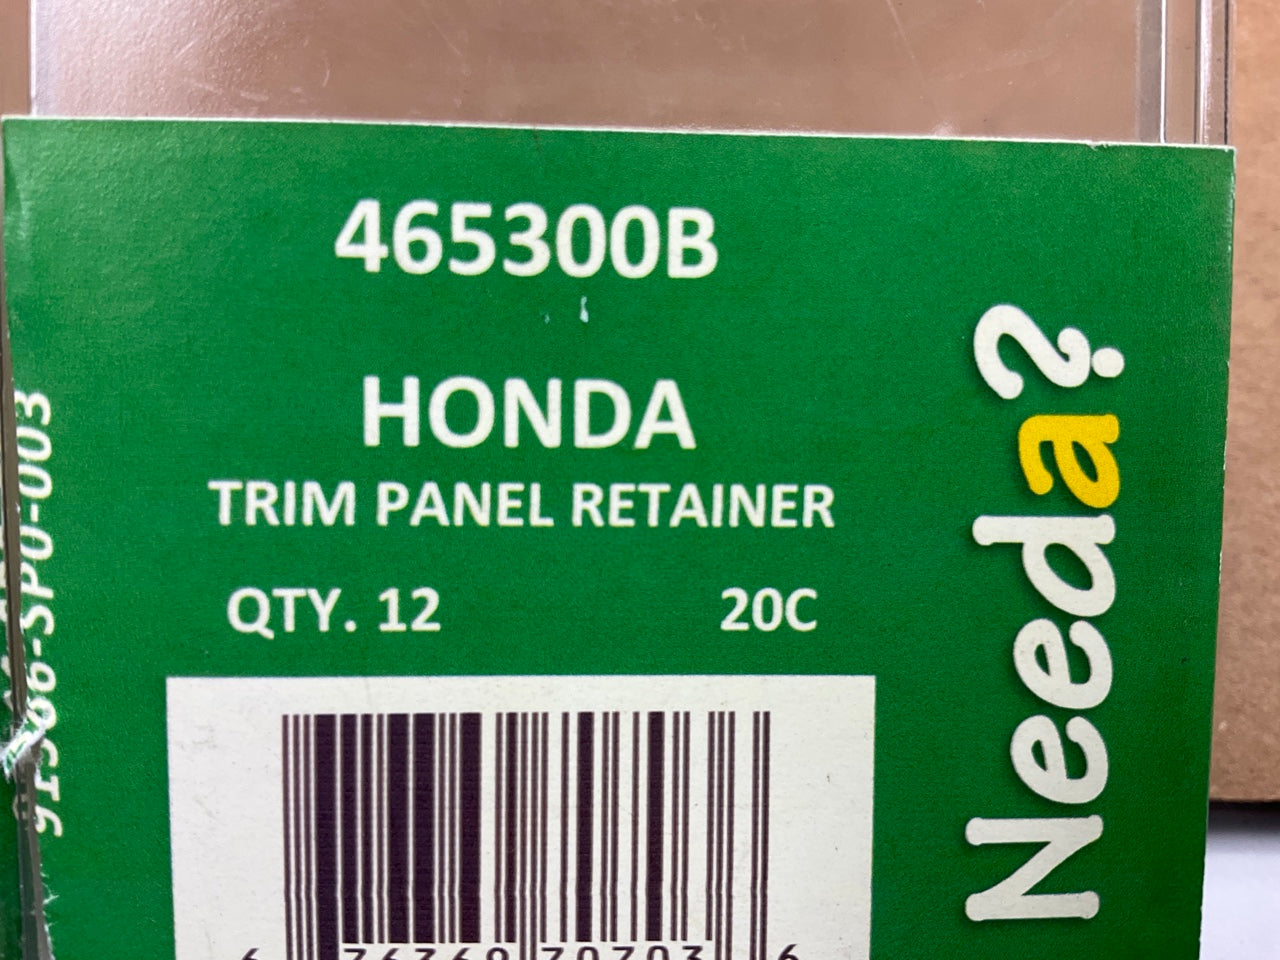 465300B
HONDA
TRIM PANEL RETAINER
QTY. 12 20C
Needa?